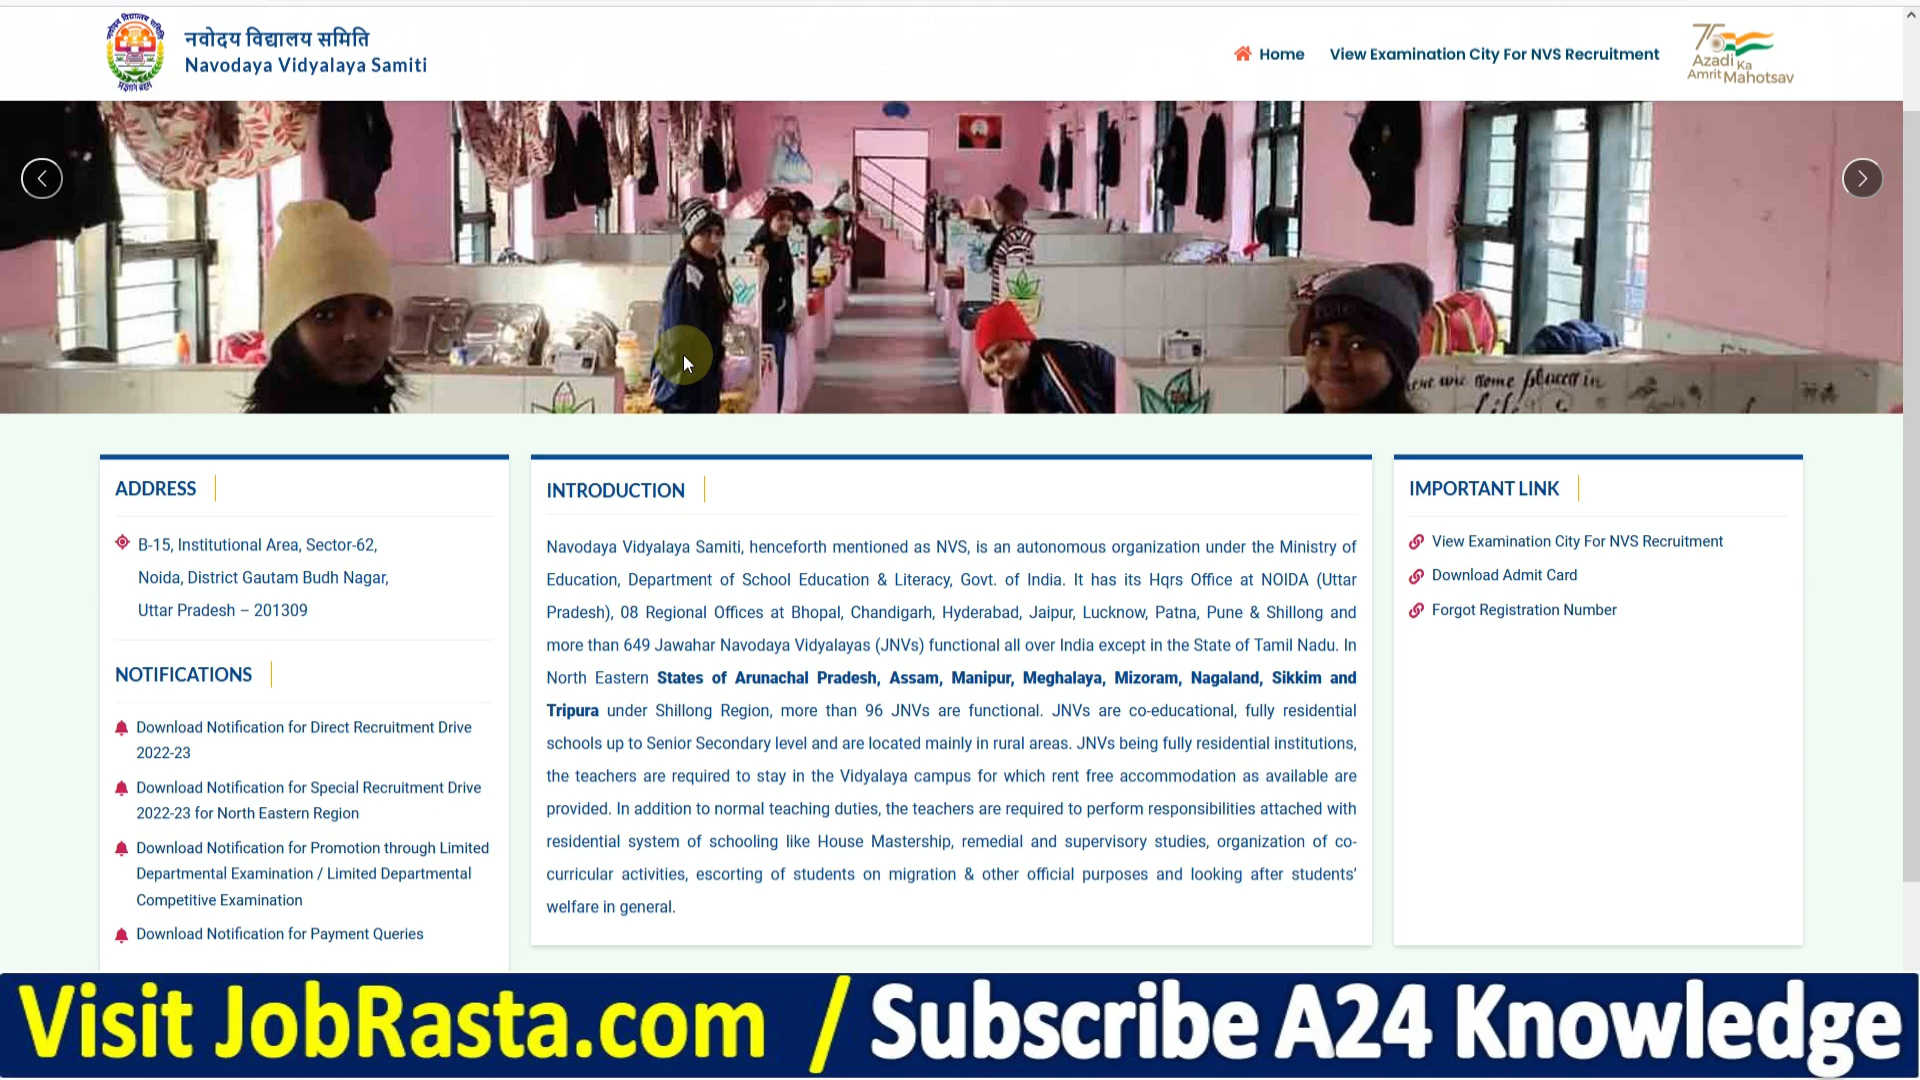 नवोदय विद्यालय समिति
Navodaya Vidyalaya Samiti
Home
View Examination City For NVS Recruitment
75
Azadi Ka
Amrit Mahotsav
ADDRESS
B-15, Institutional Area, Sector-62,
Noida, District Gautam Budh Nagar,
Uttar Pradesh – 201309
NOTIFICATIONS
Download Notification for Direct Recruitment Drive
2022-23
Download Notification for Special Recruitment Drive
2022-23 for North Eastern Region
Download Notification for Promotion through Limited
Departmental Examination / Limited Departmental
Competitive Examination
Download Notification for Payment Queries
INTRODUCTION
Navodaya Vidyalaya Samiti, henceforth mentioned as NVS, is an autonomous organization under the Ministry of
Education, Department of School Education & Literacy, Govt. of India. It has its Hqrs Office at NOIDA (Uttar
Pradesh), 08 Regional Offices at Bhopal, Chandigarh, Hyderabad, Jaipur, Lucknow, Patna, Pune & Shillong and
more than 649 Jawahar Navodaya Vidyalayas (JNVs) functional all over India except in the State of Tamil Nadu. In
North Eastern States of Arunachal Pradesh, Assam, Manipur, Meghalaya, Mizoram, Nagaland, Sikkim and
Tripura under Shillong Region, more than 96 JNVs are functional. JNVs are co-educational, fully residential
schools up to Senior Secondary level and are located mainly in rural areas. JNVs being fully residential institutions,
the teachers are required to stay in the Vidyalaya campus for which rent free accommodation as available are
provided. In addition to normal teaching duties, the teachers are required to perform responsibilities attached with
residential system of schooling like House Mastership, remedial and supervisory studies, organization of co-
curricular activities, escorting of students on migration & other official purposes and looking after students’
welfare in general.
IMPORTANT LINK
View Examination City For NVS Recruitment
Download Admit Card
Forgot Registration Number
Visit JobRasta.com / Subscribe A24 Knowledge